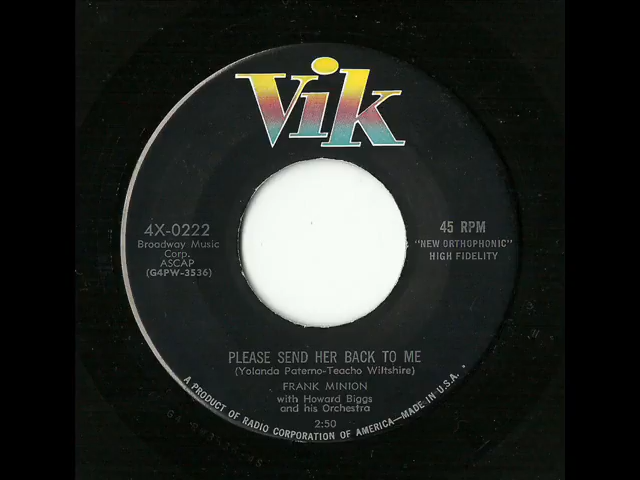 Vik
4X-0222
Broadway Music
Corp.
ASCAP
(G4PW-3536)
45 RPM
"NEW ORTHOPHONIC"
HIGH FIDELITY
PLEASE SEND HER BACK TO ME
(Yolanda Paterno-Teacho Wiltshire)
FRANK MINION
with Howard Biggs
and his Orchestra
2:50
A PRODUCT OF RADIO CORPORATION OF AMERICA—MADE IN U.S.A.